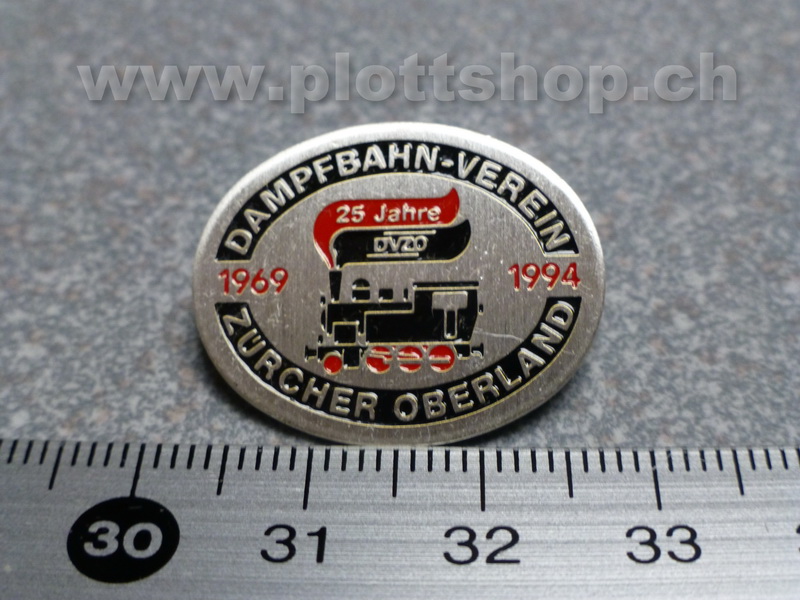 www.plottshop.ch
DAMPFBAHN-VEREIN
25 Jahre
DVZO
1969 1994
ZÜRCHER OBERLAND
30 31 32 33